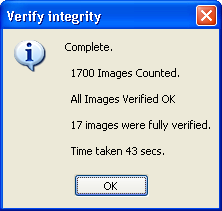 Verify integrity
Complete.
1700 Images Counted.
All Images Verified OK
17 images were fully verified.
Time taken 43 secs.
OK